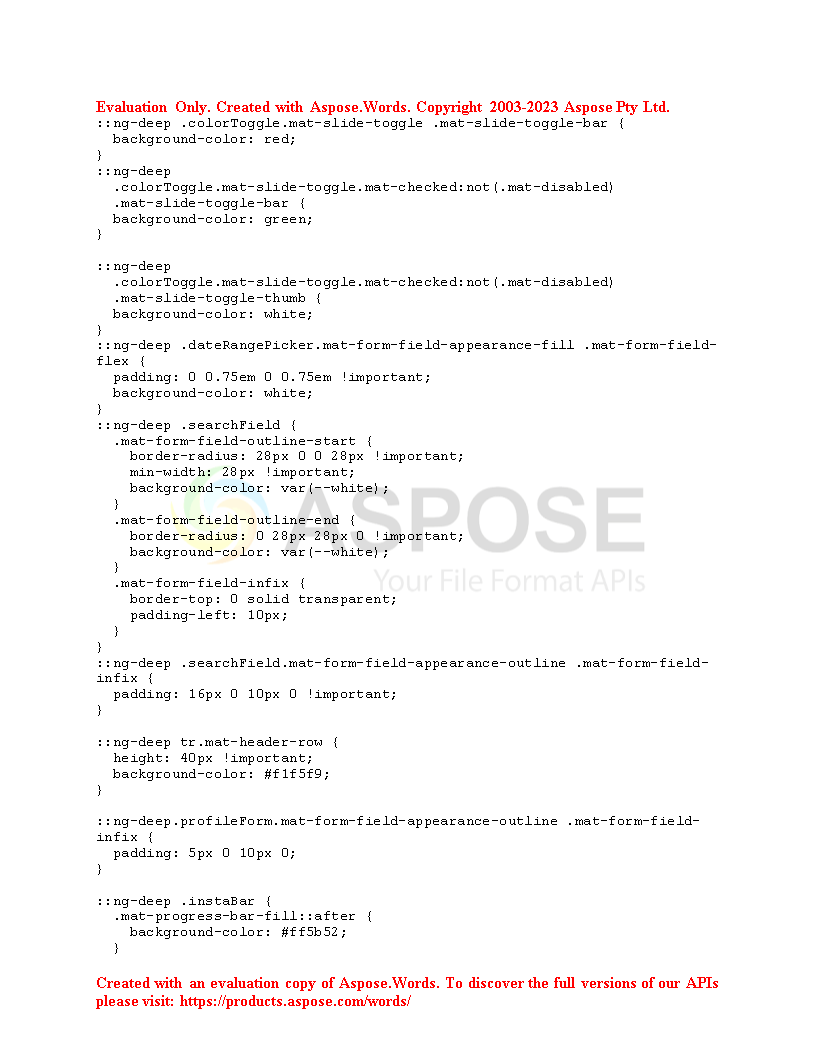 Evaluation Only. Created with Aspose.Words. Copyright 2003-2023 Aspose Pty Ltd.
::ng-deep .colorToggle.mat-slide-toggle .mat-slide-toggle-bar {
  background-color: red;
}
::ng-deep
  .colorToggle.mat-slide-toggle.mat-checked:not(.mat-disabled)
  .mat-slide-toggle-bar {
  background-color: green;
}

::ng-deep
  .colorToggle.mat-slide-toggle.mat-checked:not(.mat-disabled)
  .mat-slide-toggle-thumb {
  background-color: white;
}
::ng-deep .dateRangePicker.mat-form-field-appearance-fill .mat-form-field-
flex {
  padding: 0 0.75em 0 0.75em !important;
  background-color: white;
}
::ng-deep .searchField {
  .mat-form-field-outline-start {
    border-radius: 28px 0 0 28px !important;
    min-width: 28px !important;
    background-color: var(--white);
  }
  .mat-form-field-outline-end {
    border-radius: 0 28px 28px 0 !important;
    background-color: var(--white);
  }
  .mat-form-field-infix {
    border-top: 0 solid transparent;
    padding-left: 10px;
  }
}
::ng-deep .searchField.mat-form-field-appearance-outline .mat-form-field-
infix {
  padding: 16px 0 10px 0 !important;
}

::ng-deep tr.mat-header-row {
  height: 40px !important;
  background-color: #f1f5f9;
}

::ng-deep.profileForm.mat-form-field-appearance-outline .mat-form-field-
infix {
  padding: 5px 0 10px 0;
}

::ng-deep .instaBar {
  .mat-progress-bar-fill::after {
    background-color: #ff5b52;
  }
ASPOSE
Your File Format APIs
Created with an evaluation copy of Aspose.Words. To discover the full versions of our APIs
please visit: https://products.aspose.com/words/